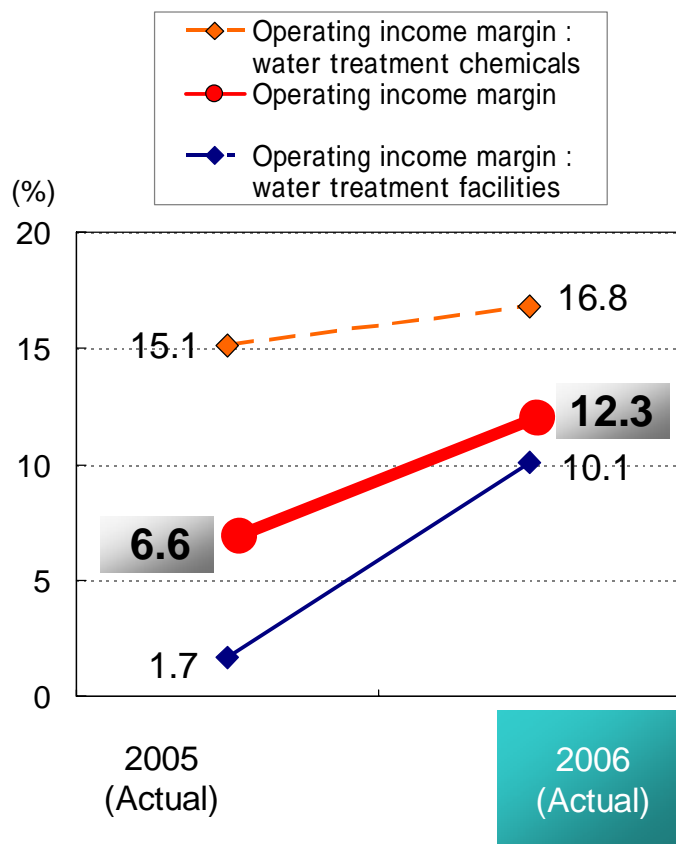 Operating income margin :
water treatment chemicals
Operating income margin
Operating income margin :
water treatment facilities
(%)
20
15
10
5
0
15.1
16.8
12.3
10.1
6.6
1.7
2005
(Actual)
2006
(Actual)